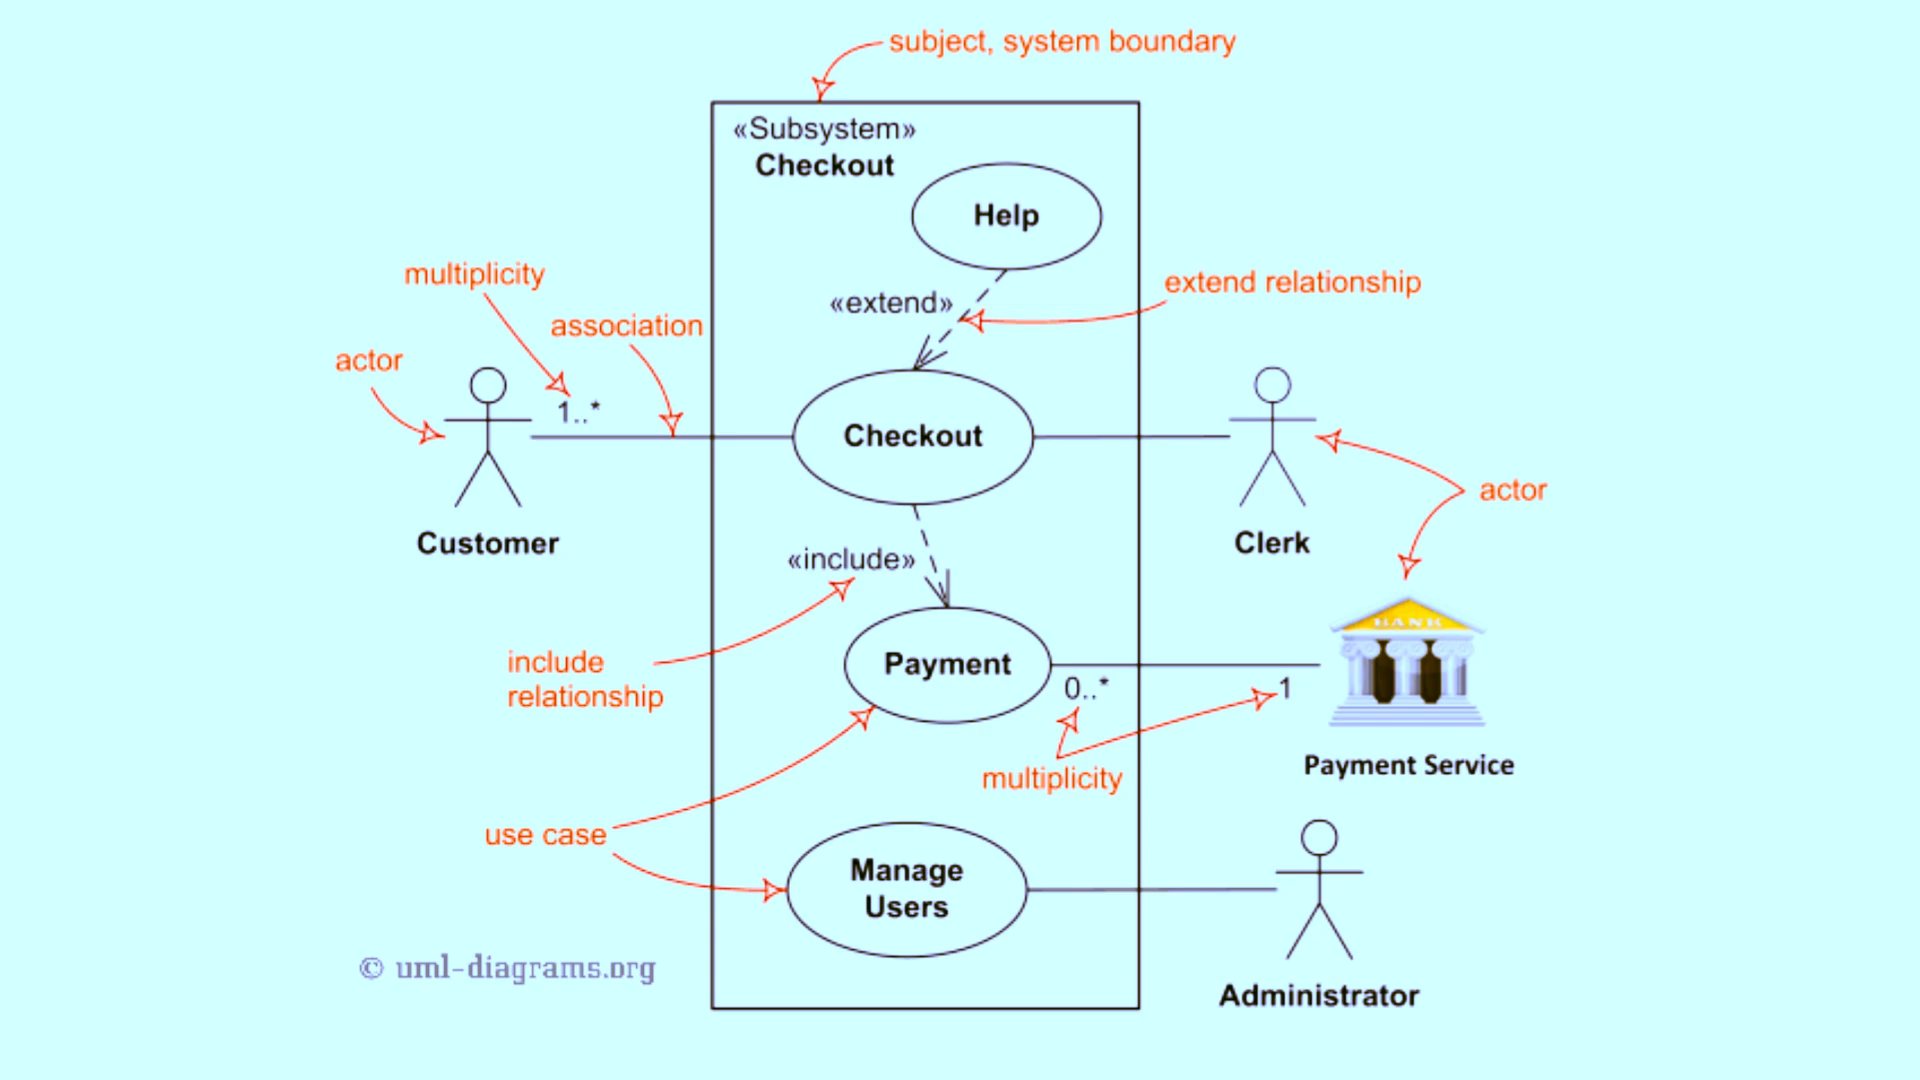 subject, system boundary
«Subsystem»
Checkout
Help
multiplicity
extend relationship
«extend»
association
actor
1..*
Checkout
actor
Customer
Clerk
«include»
BANK
include
relationship
Payment
0..*
1
Payment Service
multiplicity
use case
Manage
Users
© uml-diagrams.org
Administrator